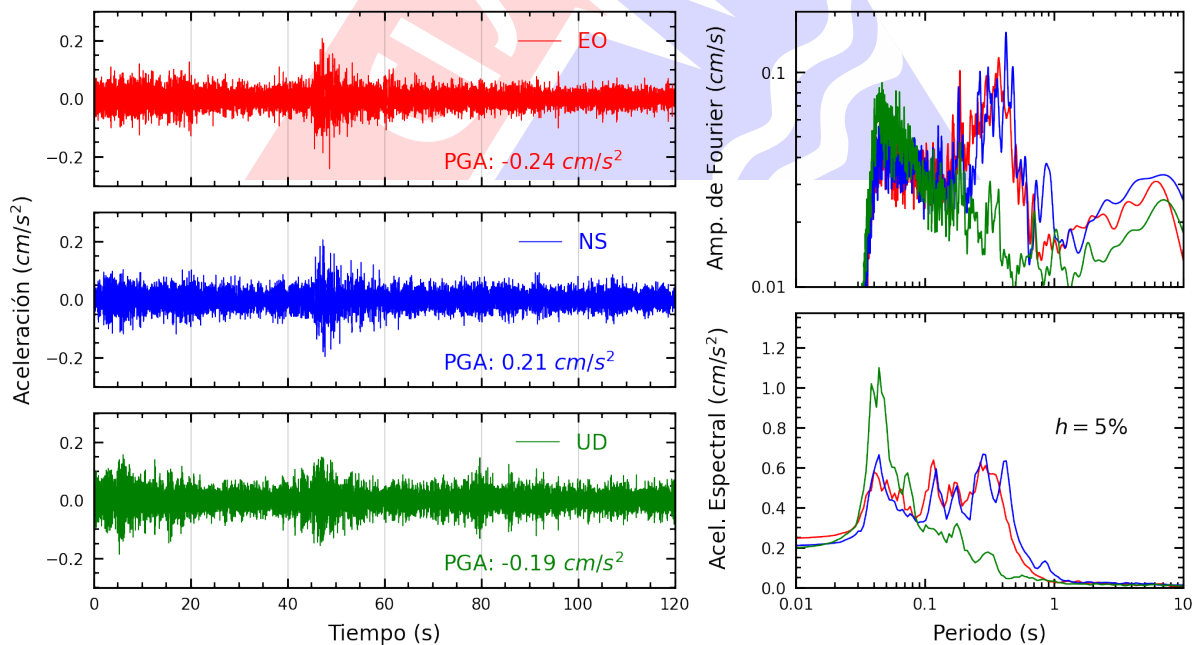 Aceleración (cm/s²)
0.2
0.0
−0.2
EO
PGA: -0.24 cm/s²
0.2
0.0
−0.2
NS
PGA: 0.21 cm/s²
0.2
0.0
−0.2
UD
PGA: -0.19 cm/s²
0 20 40 60 80 100 120
Tiempo (s)
Amp. de Fourier (cm/s)
0.1
0.01
Acel. Espectral (cm/s²)
1.2
1.0
0.8
0.6
0.4
0.2
0.0
h = 5%
0.01 0.1 1 10
Periodo (s)